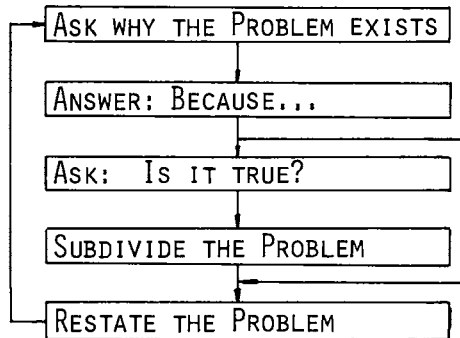 ASK WHY THE PROBLEM EXISTS
ANSWER: BECAUSE...
ASK: IS IT TRUE?
SUBDIVIDE THE PROBLEM
RESTATE THE PROBLEM